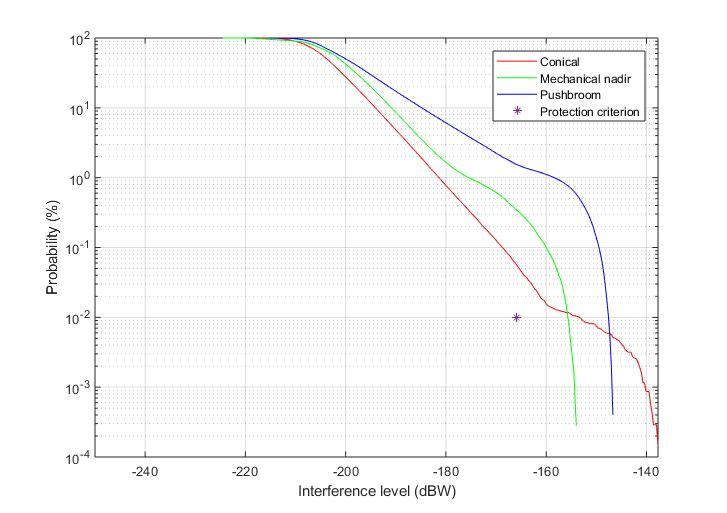 10^2
10^1
10^0
10^-1
10^-2
10^-3
10^-4
Probability (%)
Conical
Mechanical nadir
Pushbroom
Protection criterion
-240 -220 -200 -180 -160 -140
Interference level (dBW)